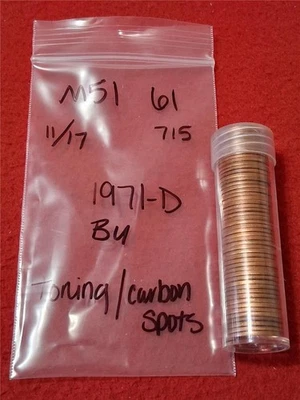 M51 61
11/17 715
1971-D
BU
Toning/carbon
spots